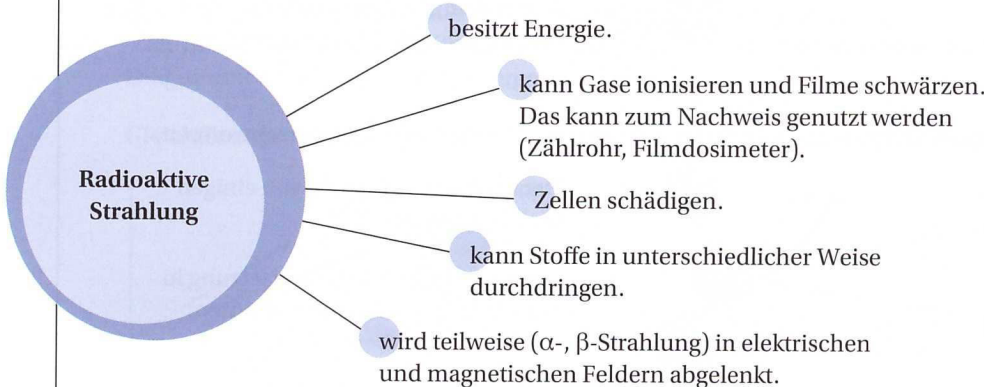 besitzt Energie.
kann Gase ionisieren und Filme schwärzen.
Das kann zum Nachweis genutzt werden
(Zählrohr, Filmdosimeter).
Radioaktive
Strahlung
Zellen schädigen.
kann Stoffe in unterschiedlicher Weise
durchdringen.
wird teilweise (α-, β-Strahlung) in elektrischen
und magnetischen Feldern abgelenkt.